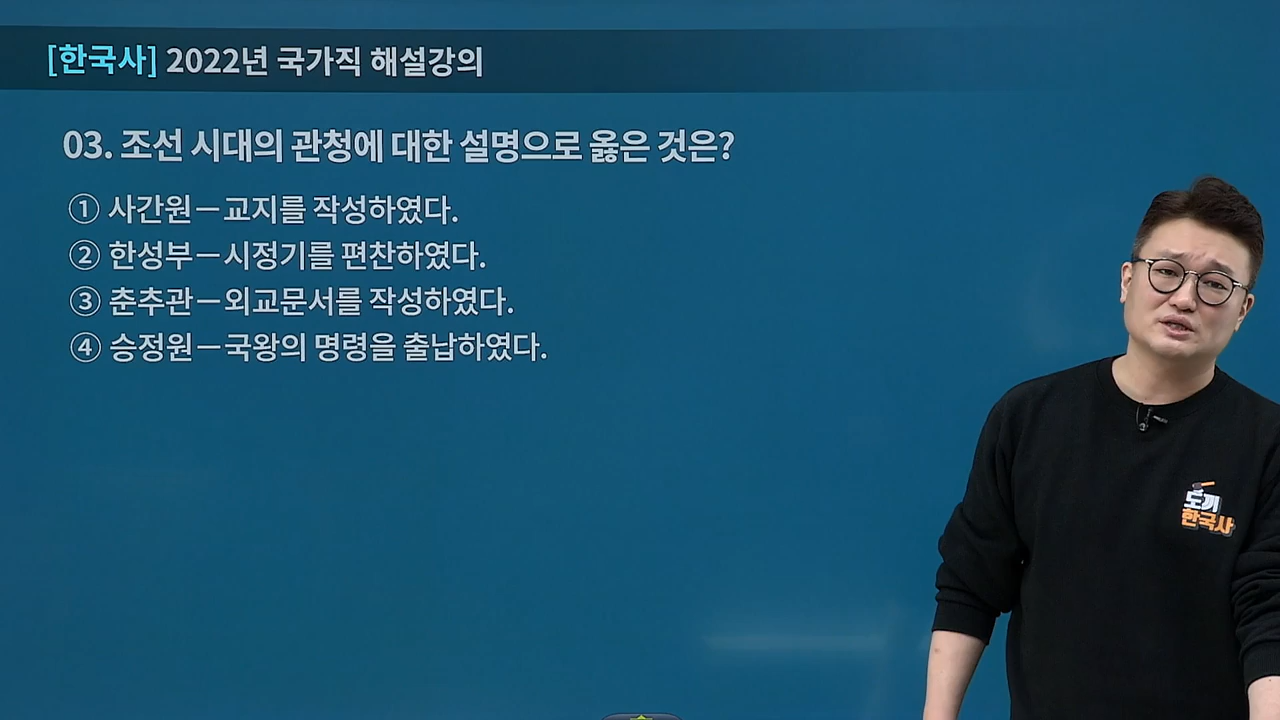 [한국사] 2022년 국가직 해설강의
03. 조선 시대의 관청에 대한 설명으로 옳은 것은?
① 사간원－교지를 작성하였다.
② 한성부－시정기를 편찬하였다.
③ 춘추관－외교문서를 작성하였다.
④ 승정원－국왕의 명령을 출납하였다.
도끼
한국사